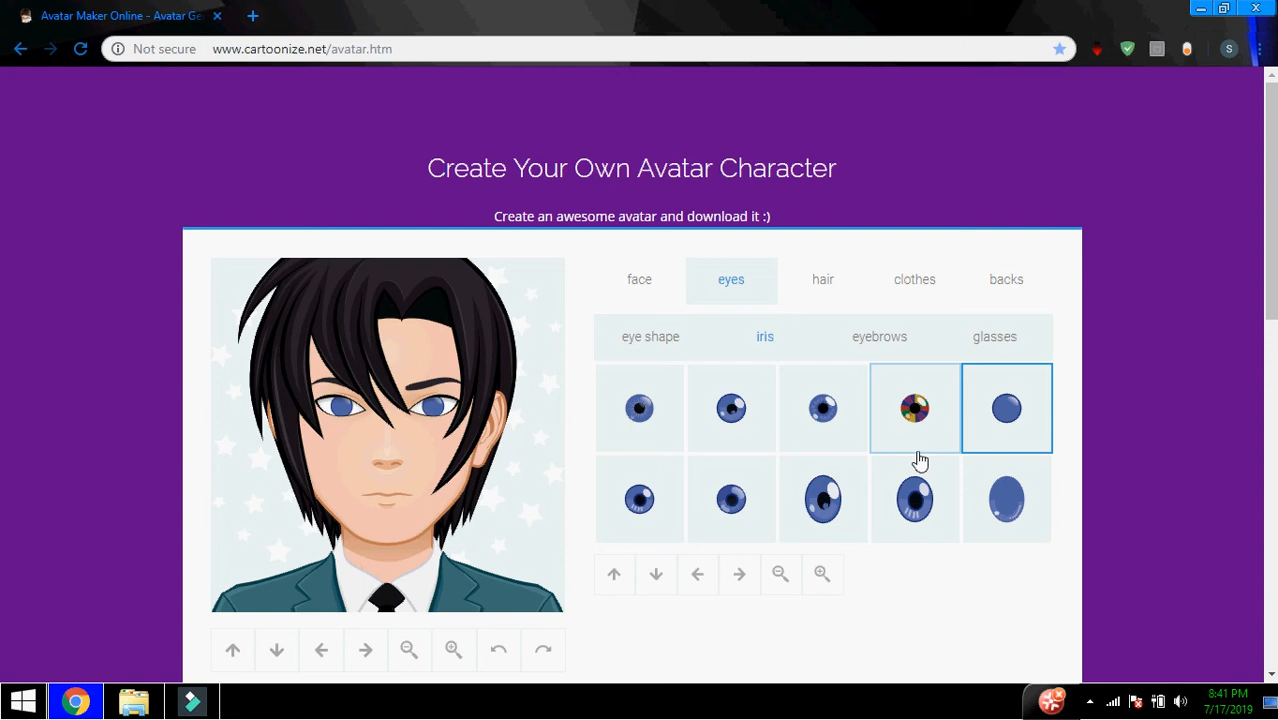 Avatar Maker Online - Avatar Ge
Not secure www.cartoonize.net/avatar.htm
S
Create Your Own Avatar Character
Create an awesome avatar and download it :)
face eyes hair clothes backs
eye shape iris eyebrows glasses
8:41 PM
7/17/2019